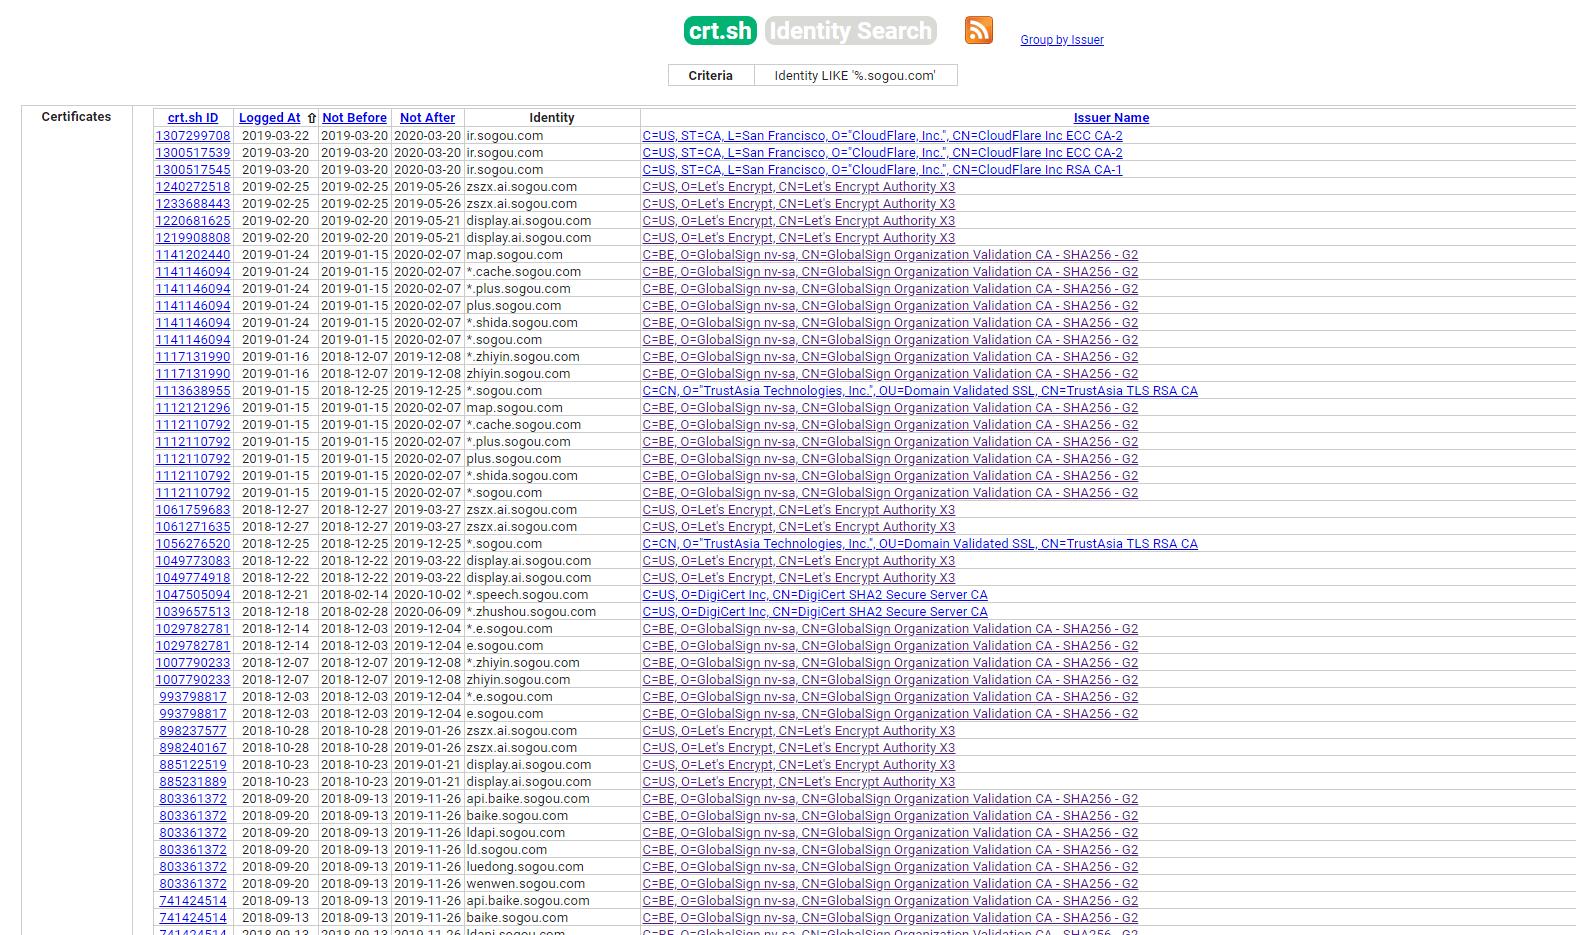 crt.sh Identity Search Group by Issuer
Criteria Identity LIKE '%.sogou.com'
Certificates crt.sh ID Logged At ⇧ Not Before Not After Identity Issuer Name
1307299708 2019-03-22 2019-03-20 2020-03-20 ir.sogou.com C=US, ST=CA, L=San Francisco, O="CloudFlare, Inc.", CN=CloudFlare Inc ECC CA-2
1300517539 2019-03-20 2019-03-20 2020-03-20 ir.sogou.com C=US, ST=CA, L=San Francisco, O="CloudFlare, Inc.", CN=CloudFlare Inc ECC CA-2
1300517545 2019-03-20 2019-03-20 2020-03-20 ir.sogou.com C=US, ST=CA, L=San Francisco, O="CloudFlare, Inc.", CN=CloudFlare Inc RSA CA-1
1240272518 2019-02-25 2019-02-25 2019-05-26 zszx.ai.sogou.com C=US, O=Let's Encrypt, CN=Let's Encrypt Authority X3
1233688443 2019-02-25 2019-02-25 2019-05-26 zszx.ai.sogou.com C=US, O=Let's Encrypt, CN=Let's Encrypt Authority X3
1220681625 2019-02-20 2019-02-20 2019-05-21 display.ai.sogou.com C=US, O=Let's Encrypt, CN=Let's Encrypt Authority X3
1219908808 2019-02-20 2019-02-20 2019-05-21 display.ai.sogou.com C=US, O=Let's Encrypt, CN=Let's Encrypt Authority X3
1141202440 2019-01-24 2019-01-15 2020-02-07 map.sogou.com C=BE, O=GlobalSign nv-sa, CN=GlobalSign Organization Validation CA - SHA256 - G2
1141146094 2019-01-24 2019-01-15 2020-02-07 *.cache.sogou.com C=BE, O=GlobalSign nv-sa, CN=GlobalSign Organization Validation CA - SHA256 - G2
1141146094 2019-01-24 2019-01-15 2020-02-07 *.plus.sogou.com C=BE, O=GlobalSign nv-sa, CN=GlobalSign Organization Validation CA - SHA256 - G2
1141146094 2019-01-24 2019-01-15 2020-02-07 plus.sogou.com C=BE, O=GlobalSign nv-sa, CN=GlobalSign Organization Validation CA - SHA256 - G2
1141146094 2019-01-24 2019-01-15 2020-02-07 *.shida.sogou.com C=BE, O=GlobalSign nv-sa, CN=GlobalSign Organization Validation CA - SHA256 - G2
1141146094 2019-01-24 2019-01-15 2020-02-07 *.sogou.com C=BE, O=GlobalSign nv-sa, CN=GlobalSign Organization Validation CA - SHA256 - G2
1117131990 2019-01-16 2018-12-07 2019-12-08 *.zhiyin.sogou.com C=BE, O=GlobalSign nv-sa, CN=GlobalSign Organization Validation CA - SHA256 - G2
1117131990 2019-01-16 2018-12-07 2019-12-08 zhiyin.sogou.com C=BE, O=GlobalSign nv-sa, CN=GlobalSign Organization Validation CA - SHA256 - G2
1113638955 2019-01-15 2018-12-25 2019-12-25 *.sogou.com C=CN, O="TrustAsia Technologies, Inc.", OU=Domain Validated SSL, CN=TrustAsia TLS RSA CA
1112121296 2019-01-15 2019-01-15 2020-02-07 map.sogou.com C=BE, O=GlobalSign nv-sa, CN=GlobalSign Organization Validation CA - SHA256 - G2
1112110792 2019-01-15 2019-01-15 2020-02-07 *.cache.sogou.com C=BE, O=GlobalSign nv-sa, CN=GlobalSign Organization Validation CA - SHA256 - G2
1112110792 2019-01-15 2019-01-15 2020-02-07 *.plus.sogou.com C=BE, O=GlobalSign nv-sa, CN=GlobalSign Organization Validation CA - SHA256 - G2
1112110792 2019-01-15 2019-01-15 2020-02-07 plus.sogou.com C=BE, O=GlobalSign nv-sa, CN=GlobalSign Organization Validation CA - SHA256 - G2
1112110792 2019-01-15 2019-01-15 2020-02-07 *.shida.sogou.com C=BE, O=GlobalSign nv-sa, CN=GlobalSign Organization Validation CA - SHA256 - G2
1112110792 2019-01-15 2019-01-15 2020-02-07 *.sogou.com C=BE, O=GlobalSign nv-sa, CN=GlobalSign Organization Validation CA - SHA256 - G2
1061759683 2018-12-27 2018-12-27 2019-03-27 zszx.ai.sogou.com C=US, O=Let's Encrypt, CN=Let's Encrypt Authority X3
1061271635 2018-12-27 2018-12-27 2019-03-27 zszx.ai.sogou.com C=US, O=Let's Encrypt, CN=Let's Encrypt Authority X3
1056276520 2018-12-25 2018-12-25 2019-12-25 *.sogou.com C=CN, O="TrustAsia Technologies, Inc.", OU=Domain Validated SSL, CN=TrustAsia TLS RSA CA
1049773083 2018-12-22 2018-12-22 2019-03-22 display.ai.sogou.com C=US, O=Let's Encrypt, CN=Let's Encrypt Authority X3
1049774918 2018-12-22 2018-12-22 2019-03-22 display.ai.sogou.com C=US, O=Let's Encrypt, CN=Let's Encrypt Authority X3
1047505094 2018-12-21 2018-02-14 2020-10-02 *.speech.sogou.com C=US, O=DigiCert Inc, CN=DigiCert SHA2 Secure Server CA
1039657513 2018-12-18 2018-02-28 2020-06-09 *.zhushou.sogou.com C=US, O=DigiCert Inc, CN=DigiCert SHA2 Secure Server CA
1029782781 2018-12-14 2018-12-03 2019-12-04 *.e.sogou.com C=BE, O=GlobalSign nv-sa, CN=GlobalSign Organization Validation CA - SHA256 - G2
1029782781 2018-12-14 2018-12-03 2019-12-04 e.sogou.com C=BE, O=GlobalSign nv-sa, CN=GlobalSign Organization Validation CA - SHA256 - G2
1007790233 2018-12-07 2018-12-07 2019-12-08 *.zhiyin.sogou.com C=BE, O=GlobalSign nv-sa, CN=GlobalSign Organization Validation CA - SHA256 - G2
1007790233 2018-12-07 2018-12-07 2019-12-08 zhiyin.sogou.com C=BE, O=GlobalSign nv-sa, CN=GlobalSign Organization Validation CA - SHA256 - G2
993798817 2018-12-03 2018-12-03 2019-12-04 *.e.sogou.com C=BE, O=GlobalSign nv-sa, CN=GlobalSign Organization Validation CA - SHA256 - G2
993798817 2018-12-03 2018-12-03 2019-12-04 e.sogou.com C=BE, O=GlobalSign nv-sa, CN=GlobalSign Organization Validation CA - SHA256 - G2
898237577 2018-10-28 2018-10-28 2019-01-26 zszx.ai.sogou.com C=US, O=Let's Encrypt, CN=Let's Encrypt Authority X3
898240167 2018-10-28 2018-10-28 2019-01-26 zszx.ai.sogou.com C=US, O=Let's Encrypt, CN=Let's Encrypt Authority X3
885122519 2018-10-23 2018-10-23 2019-01-21 display.ai.sogou.com C=US, O=Let's Encrypt, CN=Let's Encrypt Authority X3
885231889 2018-10-23 2018-10-23 2019-01-21 display.ai.sogou.com C=US, O=Let's Encrypt, CN=Let's Encrypt Authority X3
803361372 2018-09-20 2018-09-13 2019-11-26 api.baike.sogou.com C=BE, O=GlobalSign nv-sa, CN=GlobalSign Organization Validation CA - SHA256 - G2
803361372 2018-09-20 2018-09-13 2019-11-26 baike.sogou.com C=BE, O=GlobalSign nv-sa, CN=GlobalSign Organization Validation CA - SHA256 - G2
803361372 2018-09-20 2018-09-13 2019-11-26 ldapi.sogou.com C=BE, O=GlobalSign nv-sa, CN=GlobalSign Organization Validation CA - SHA256 - G2
803361372 2018-09-20 2018-09-13 2019-11-26 ld.sogou.com C=BE, O=GlobalSign nv-sa, CN=GlobalSign Organization Validation CA - SHA256 - G2
803361372 2018-09-20 2018-09-13 2019-11-26 luedong.sogou.com C=BE, O=GlobalSign nv-sa, CN=GlobalSign Organization Validation CA - SHA256 - G2
803361372 2018-09-20 2018-09-13 2019-11-26 wenwen.sogou.com C=BE, O=GlobalSign nv-sa, CN=GlobalSign Organization Validation CA - SHA256 - G2
741424514 2018-09-13 2018-09-13 2019-11-26 api.baike.sogou.com C=BE, O=GlobalSign nv-sa, CN=GlobalSign Organization Validation CA - SHA256 - G2
741424514 2018-09-13 2018-09-13 2019-11-26 baike.sogou.com C=BE, O=GlobalSign nv-sa, CN=GlobalSign Organization Validation CA - SHA256 - G2
741424514 2018-09-13 2018-09-13 2019-11-26 ldapi.sogou.com C=BE, O=GlobalSign nv-sa, CN=GlobalSign Organization Validation CA - SHA256 - G2